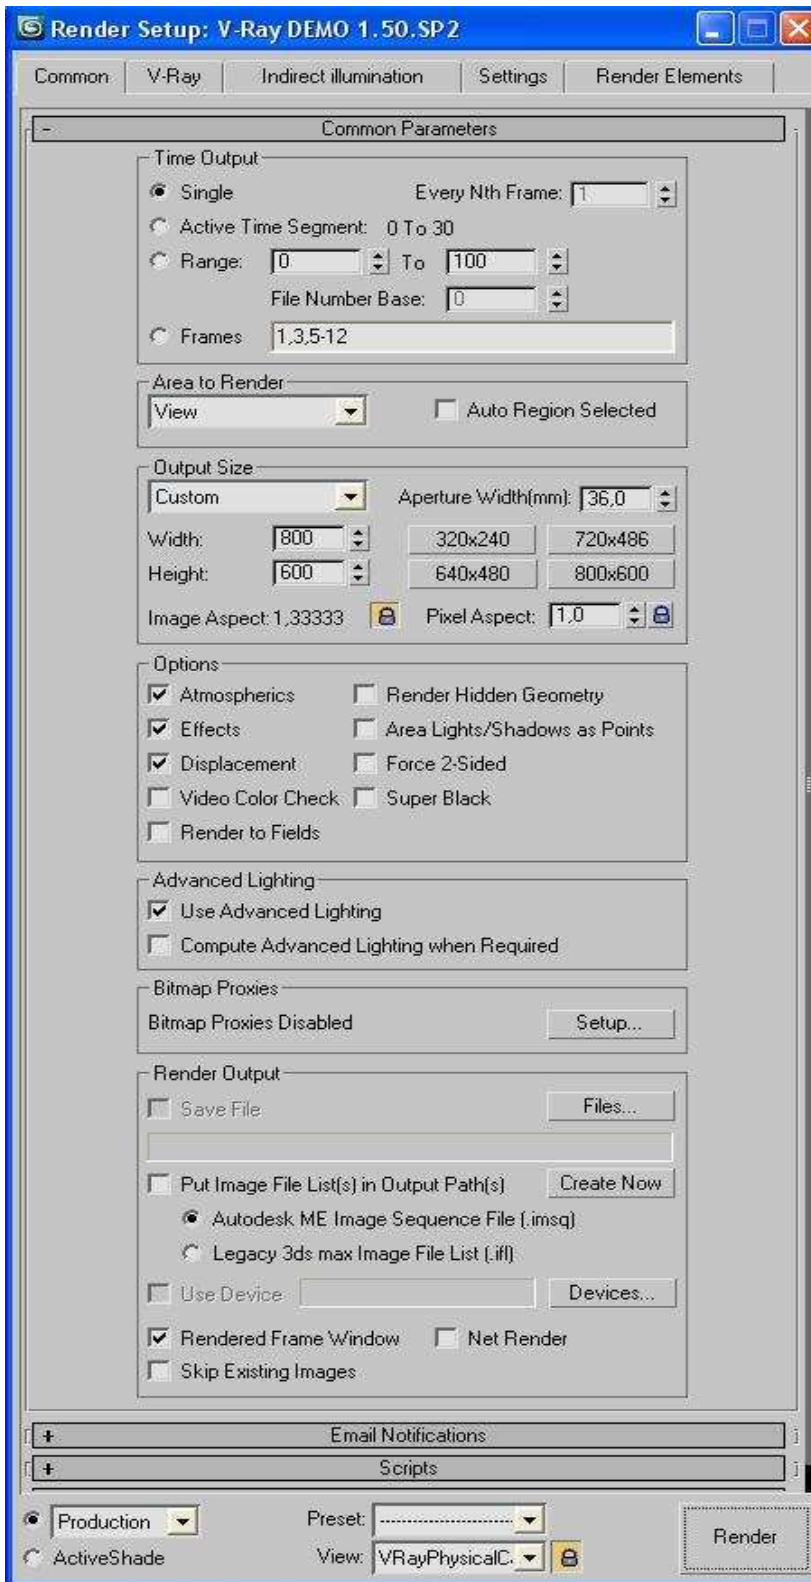 Render Setup: V-Ray DEMO 1.50.SP2
Common V-Ray Indirect illumination Settings Render Elements
- Common Parameters
Time Output
Single Every Nth Frame: 1
Active Time Segment: 0 To 30
Range: 0 To 100
File Number Base: 0
Frames 1,3,5-12
Area to Render
View Auto Region Selected
Output Size
Custom Aperture Width(mm): 36,0
Width: 800 320x240 720x486
Height: 600 640x480 800x600
Image Aspect: 1,33333 Pixel Aspect: 1,0
Options
Atmospherics Render Hidden Geometry
Effects Area Lights/Shadows as Points
Displacement Force 2-Sided
Video Color Check Super Black
Render to Fields
Advanced Lighting
Use Advanced Lighting
Compute Advanced Lighting when Required
Bitmap Proxies
Bitmap Proxies Disabled Setup...
Render Output
Save File Files...
Put Image File List(s) in Output Path(s) Create Now
Autodesk ME Image Sequence File (.imsq)
Legacy 3ds max Image File List (.ifl)
Use Device Devices...
Rendered Frame Window Net Render
Skip Existing Images
+ Email Notifications
+ Scripts
Production Preset: -------------------------
ActiveShade View: VRayPhysicalC Render